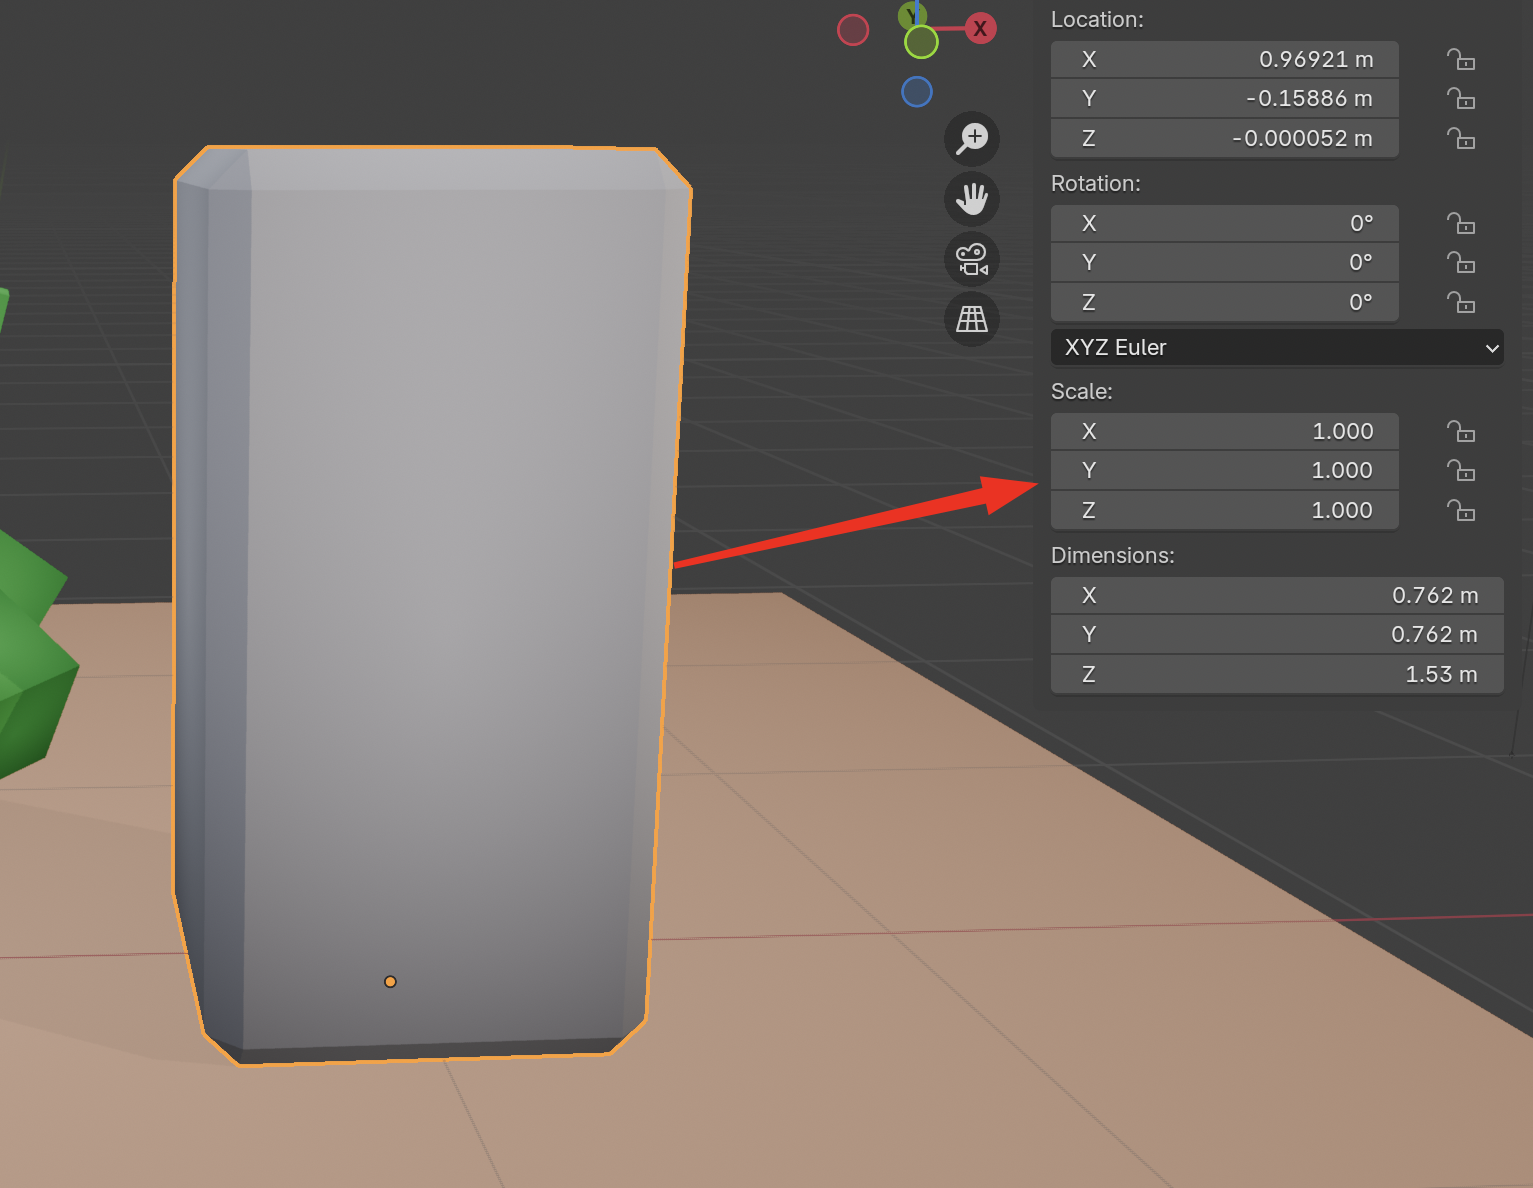 Y
X
Location:
X 0.96921 m
Y -0.15886 m
Z -0.000052 m
Rotation:
X 0°
Y 0°
Z 0°
XYZ Euler
Scale:
X 1.000
Y 1.000
Z 1.000
Dimensions:
X 0.762 m
Y 0.762 m
Z 1.53 m